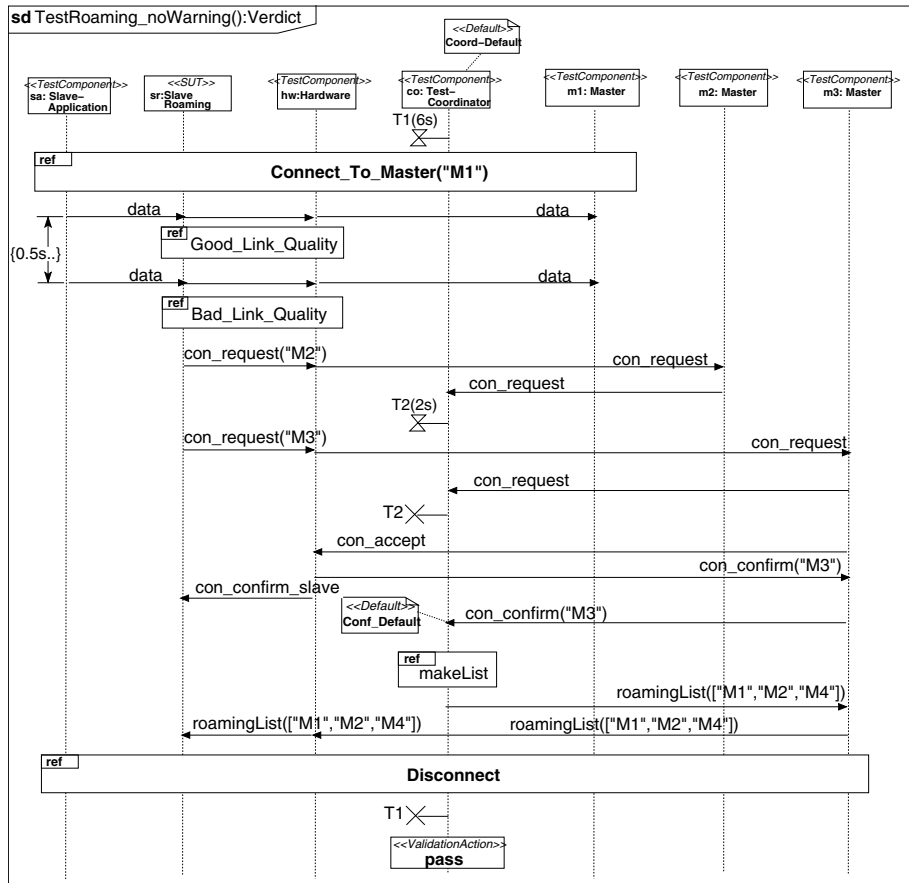 sd TestRoaming_noWarning():Verdict
<<Default>>
Coord-Default
<<TestComponent>>
sa: Slave-
Application
<<SUT>>
sr:Slave
Roaming
<<TestComponent>>
hw:Hardware
<<TestComponent>>
co: Test-
Coordinator
<<TestComponent>>
m1: Master
<<TestComponent>>
m2: Master
<<TestComponent>>
m3: Master
T1(6s)
ref
Connect_To_Master("M1")
data
data
ref
Good_Link_Quality
{0.5s..}
data
data
ref
Bad_Link_Quality
con_request("M2")
con_request
con_request
T2(2s)
con_request("M3")
con_request
con_request
T2
con_accept
con_confirm("M3")
con_confirm_slave
<<Default>>
Conf_Default
con_confirm("M3")
ref
makeList
roamingList(["M1","M2","M4"])
roamingList(["M1","M2","M4"])
roamingList(["M1","M2","M4"])
ref
Disconnect
T1
<<ValidationAction>>
pass